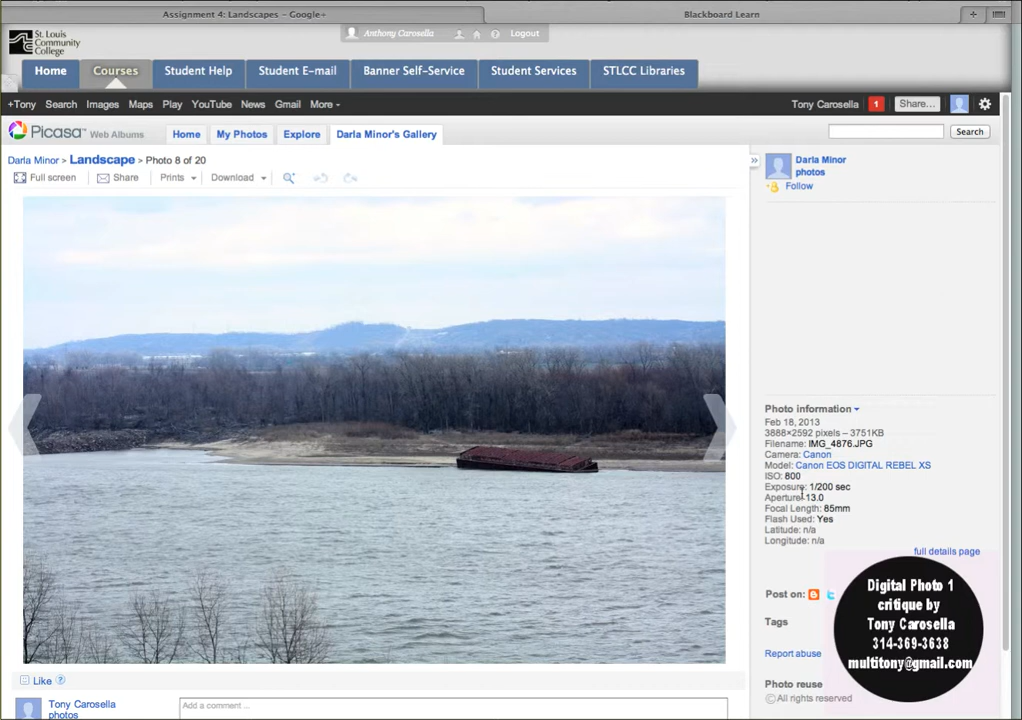 Assignment 4: Landscapes - Google+
Blackboard Learn
St. Louis
Community
College
Anthony Carosella
Logout
Home
Courses
Student Help
Student E-mail
Banner Self-Service
Student Services
STLCC Libraries
+Tony Search Images Maps Play YouTube News Gmail More
Tony Carosella 1 Share...
Picasa™ Web Albums
Home
My Photos
Explore
Darla Minor's Gallery
Search
Darla Minor > Landscape > Photo 8 of 20
Full screen
Share
Prints
Download
Darla Minor
photos
Follow
Photo information
Feb 18, 2013
3888×2592 pixels – 3751KB
Filename: IMG_4876.JPG
Camera: Canon
Model: Canon EOS DIGITAL REBEL XS
ISO: 800
Exposure: 1/200 sec
Aperture: 13.0
Focal Length: 85mm
Flash Used: Yes
Latitude: n/a
Longitude: n/a
full details page
Post on:
Tags
Report abuse
Photo reuse
© All rights reserved
Digital Photo 1
critique by
Tony Carosella
314-369-3638
multitony@gmail.com
Like
Tony Carosella
photos
Add a comment ...